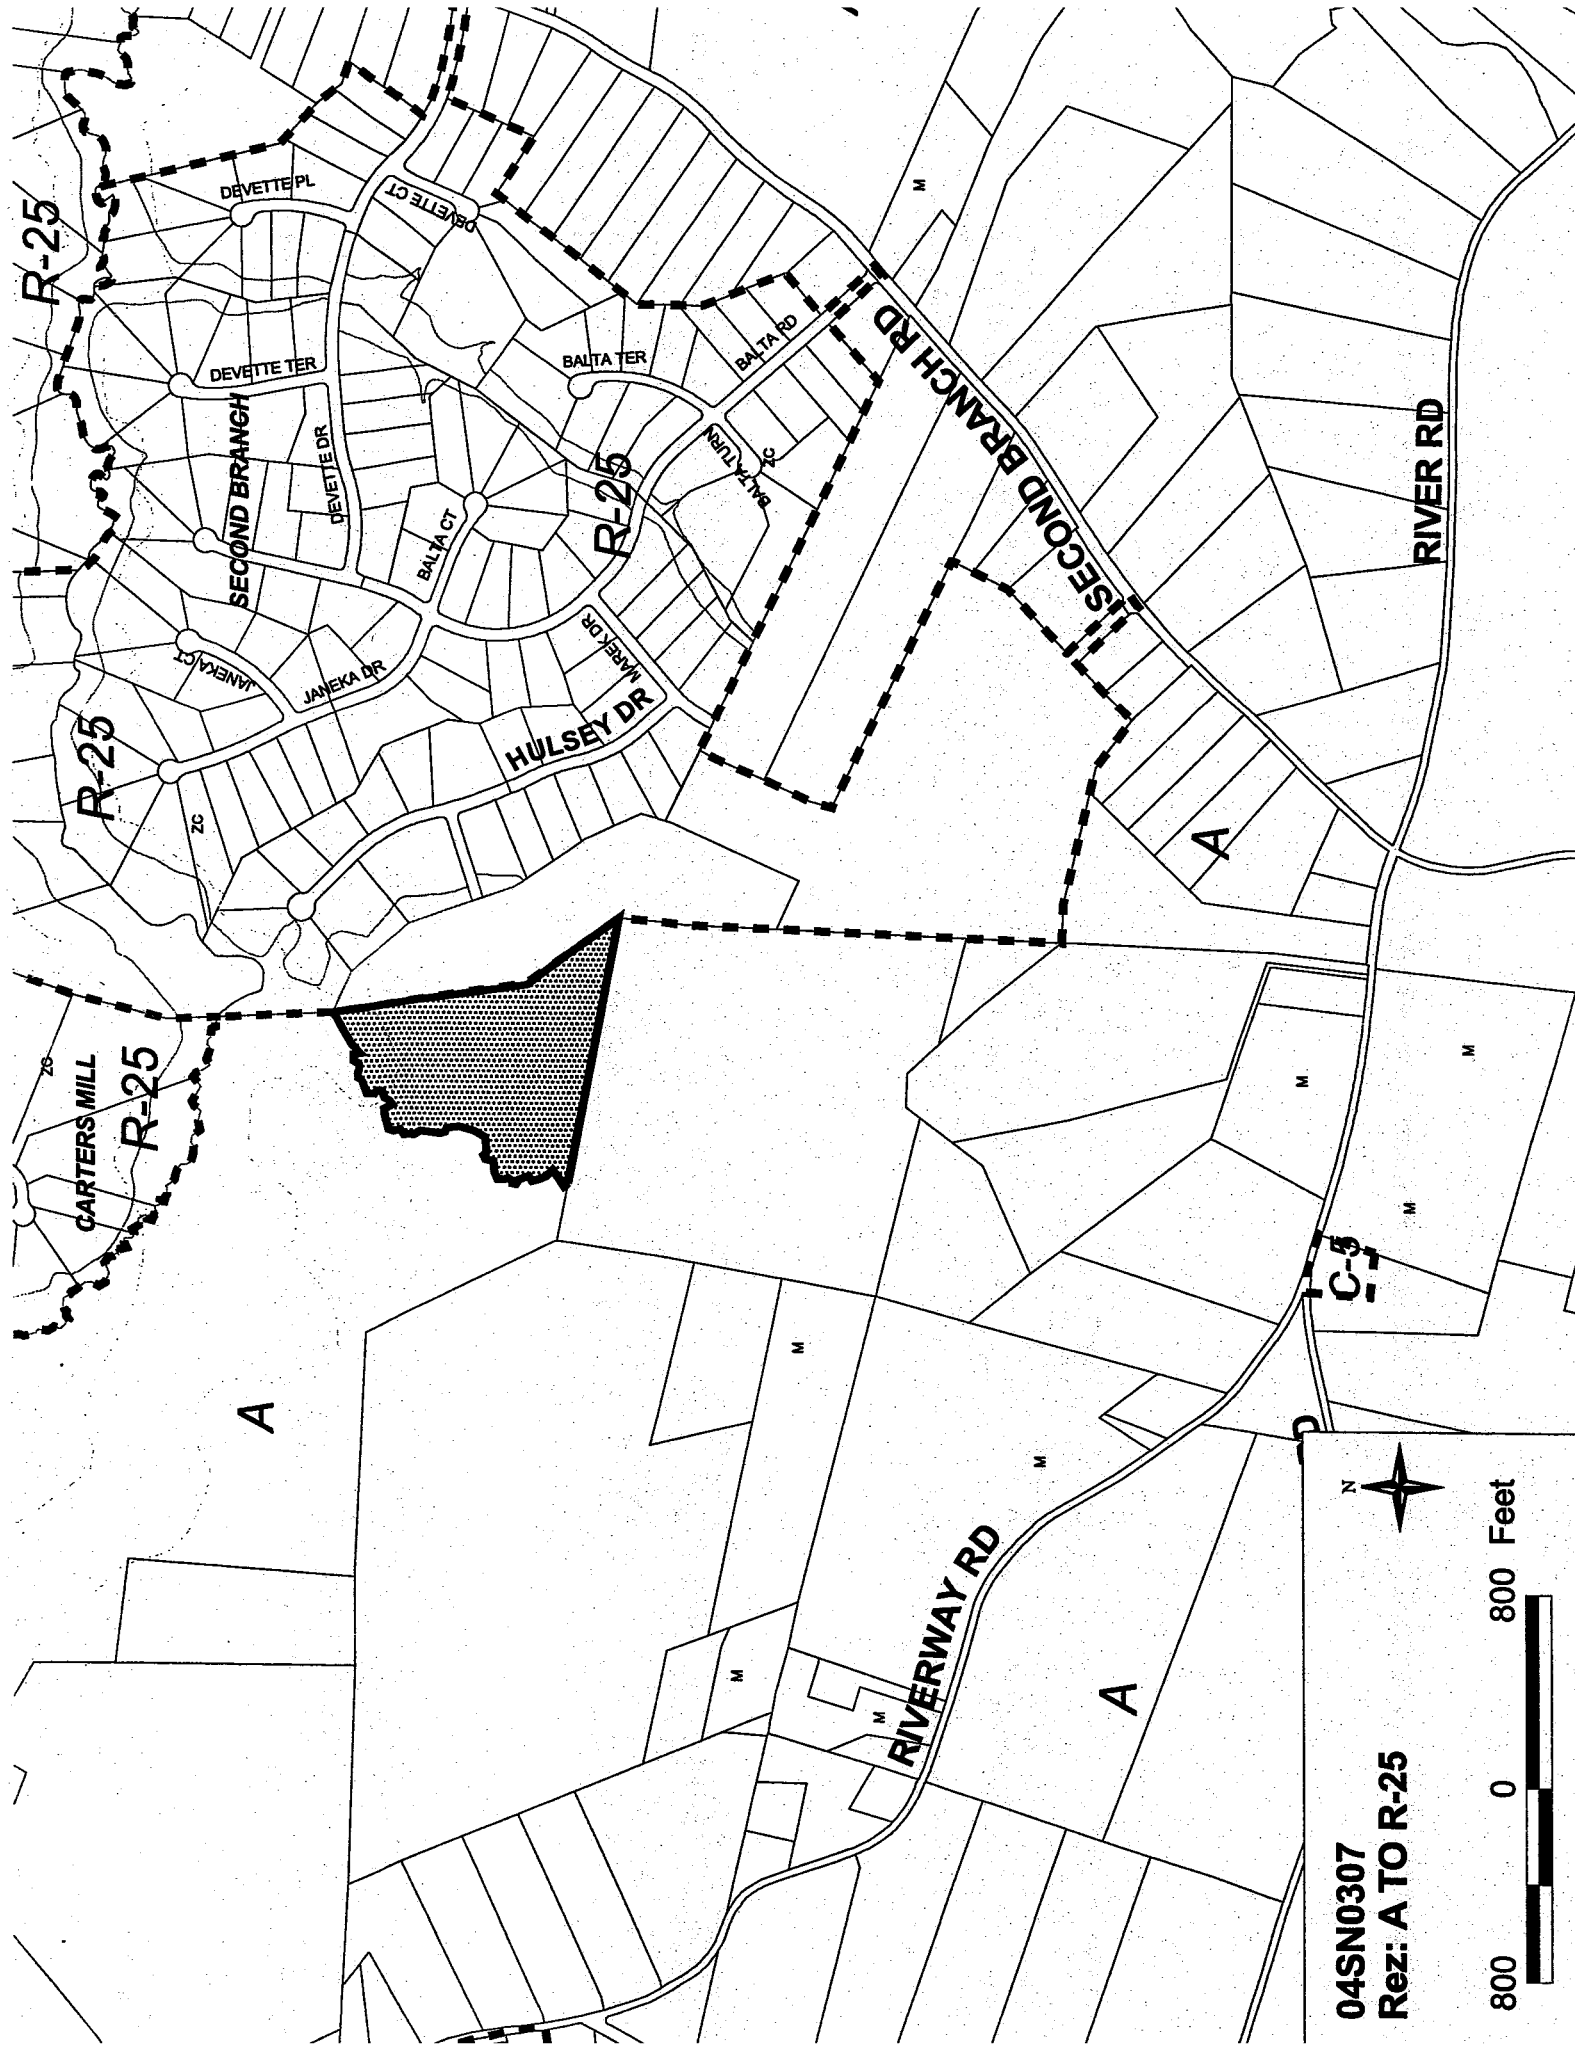 R-25
DEVETTE PL
DEVETTE CT
DEVETTE TER
SECOND BRANCH
DEVETTE DR
BALTA TER
BALTA RD
BALTA TURN
ZC
R-25
BALTA CT
JANEKA CT
JANEKA DR
MAREK DR
HULSEY DR
R-25
ZC
M
SECOND BRANCH RD
RIVER RD
A
ZC
CARTERS MILL
R-25
A
M
M
M
C-5
M
M
M
M
RIVERWAY RD
A
D
N
04SN0307
Rez: A TO R-25
800 0 800 Feet